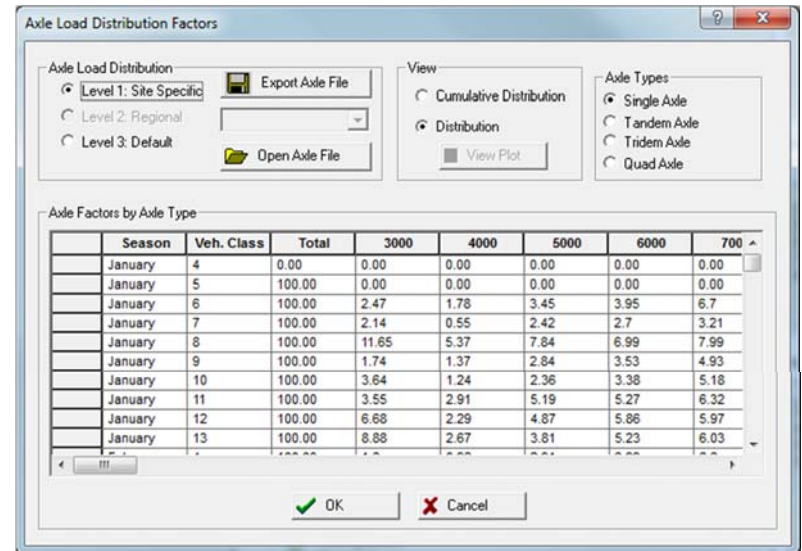 Axle Load Distribution Factors
Axle Load Distribution
Level 1: Site Specific
Level 2: Regional
Level 3: Default
Export Axle File
Open Axle File
View
Cumulative Distribution
Distribution
View Plot
Axle Types
Single Axle
Tandem Axle
Tridem Axle
Quad Axle
Axle Factors by Axle Type
Season Veh. Class Total 3000 4000 5000 6000 700
January 4 0.00 0.00 0.00 0.00 0.00 0.00
January 5 100.00 0.00 0.00 0.00 0.00 0.00
January 6 100.00 2.47 1.78 3.45 3.95 6.7
January 7 100.00 2.14 0.55 2.42 2.7 3.21
January 8 100.00 11.65 5.37 7.84 6.99 7.99
January 9 100.00 1.74 1.37 2.84 3.53 4.93
January 10 100.00 3.64 1.24 2.36 3.38 5.18
January 11 100.00 3.55 2.91 5.19 5.27 6.32
January 12 100.00 6.68 2.29 4.87 5.86 5.97
January 13 100.00 8.88 2.67 3.81 5.23 6.03
OK
Cancel